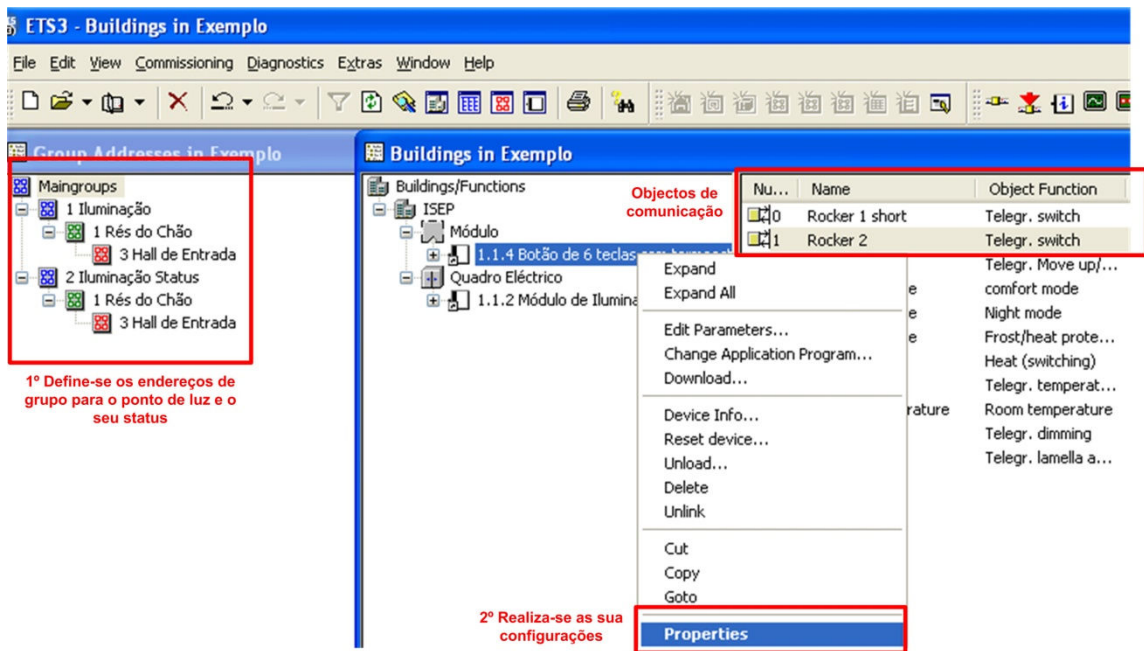 ETS3 - Buildings in Exemplo
File Edit View Commissioning Diagnostics Extras Window Help
Group Addresses in Exemplo
Maingroups
1 Iluminação
1 Rés do Chão
3 Hall de Entrada
2 Iluminação Status
1 Rés do Chão
3 Hall de Entrada
1º Define-se os endereços de
grupo para o ponto de luz e o
seu status
Buildings in Exemplo
Buildings/Functions
ISEP
Módulo
1.1.4 Botão de 6 teclas
Quadro Eléctrico
1.1.2 Módulo de Ilumina
Objectos de
comunicação
Nu... Name Object Function
0 Rocker 1 short Telegr. switch
1 Rocker 2 Telegr. switch
Telegr. Move up/...
e comfort mode
e Night mode
e Frost/heat prote...
Heat (switching)
Telegr. temperat...
rature Room temperature
Telegr. dimming
Telegr. lamella a...
Expand
Expand All
Edit Parameters...
Change Application Program...
Download...
Device Info...
Reset device...
Unload...
Delete
Unlink
Cut
Copy
Goto
Properties
2º Realiza-se as sua
configurações